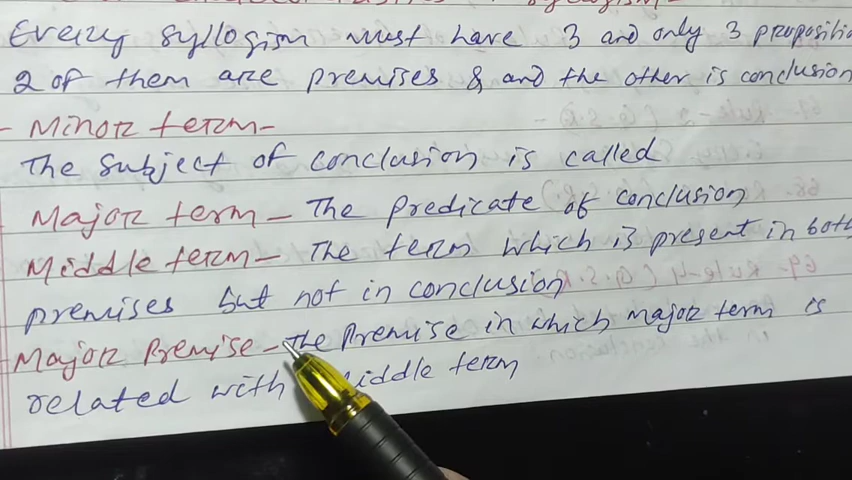 Every syllogism must have 3 and only 3 propositio
2 of them are premises & and the other is conclusion
- Minor term-
The subject of conclusion is called
Major term - The predicate of conclusion
Middle term - The term which is present in both
premises but not in conclusion
Major Premise - The Premise in which major term is
related with iddle term